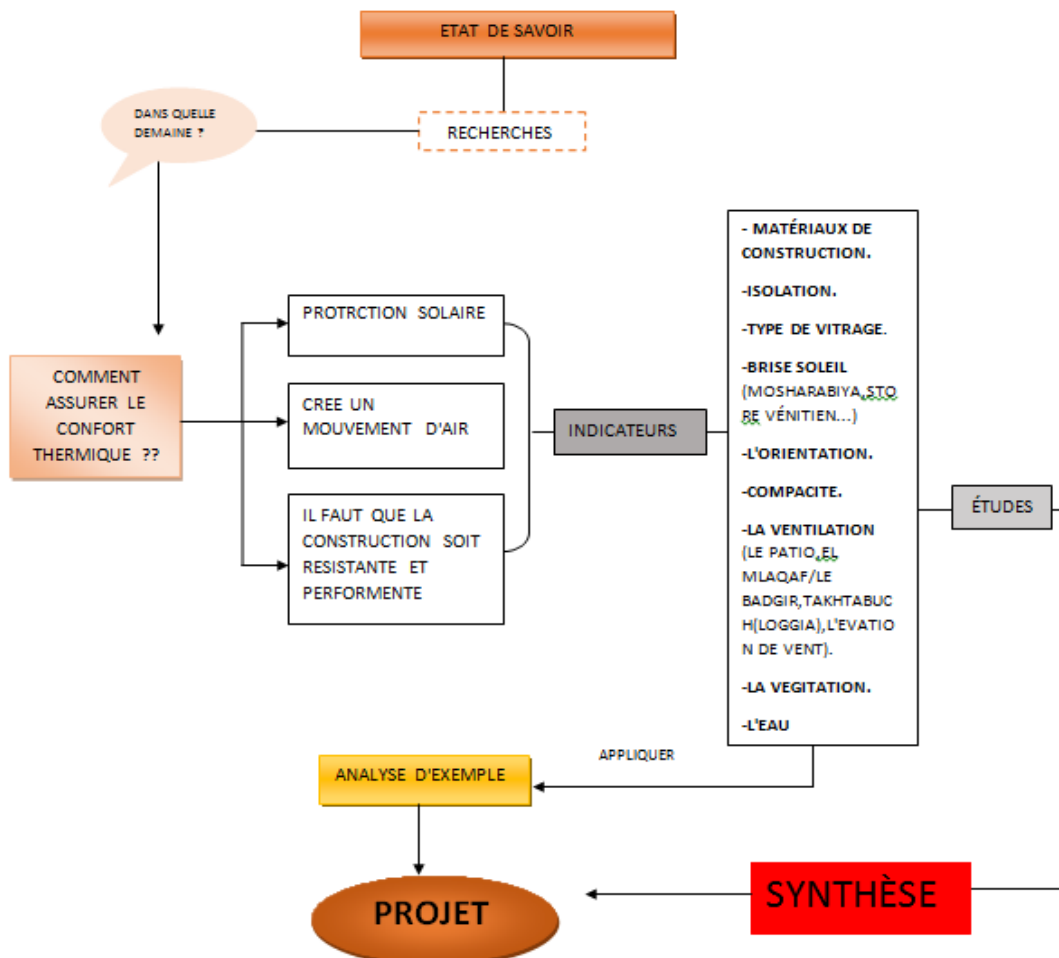 ETAT DE SAVOIR
DANS QUELLE
DEMAINE ?
RECHERCHES
- MATÉRIAUX DE
CONSTRUCTION.
-ISOLATION.
-TYPE DE VITRAGE.
-BRISE SOLEIL
(MOSHARABIYA,STO
RE VÉNITIEN...)
-L'ORIENTATION.
-COMPACITE.
-LA VENTILATION
(LE PATIO,EL
MLAQAF/LE
BADGIR,TAKHTABUC
H(LOGGIA),L'EVATIO
N DE VENT).
-LA VEGITATION.
-L'EAU
PROTRCTION SOLAIRE
CREE UN
MOUVEMENT D'AIR
IL FAUT QUE LA
CONSTRUCTION SOIT
RESISTANTE ET
PERFORMENTE
COMMENT
ASSURER LE
CONFORT
THERMIQUE ??
INDICATEURS
ÉTUDES
APPLIQUER
ANALYSE D'EXEMPLE
PROJET
SYNTHÈSE